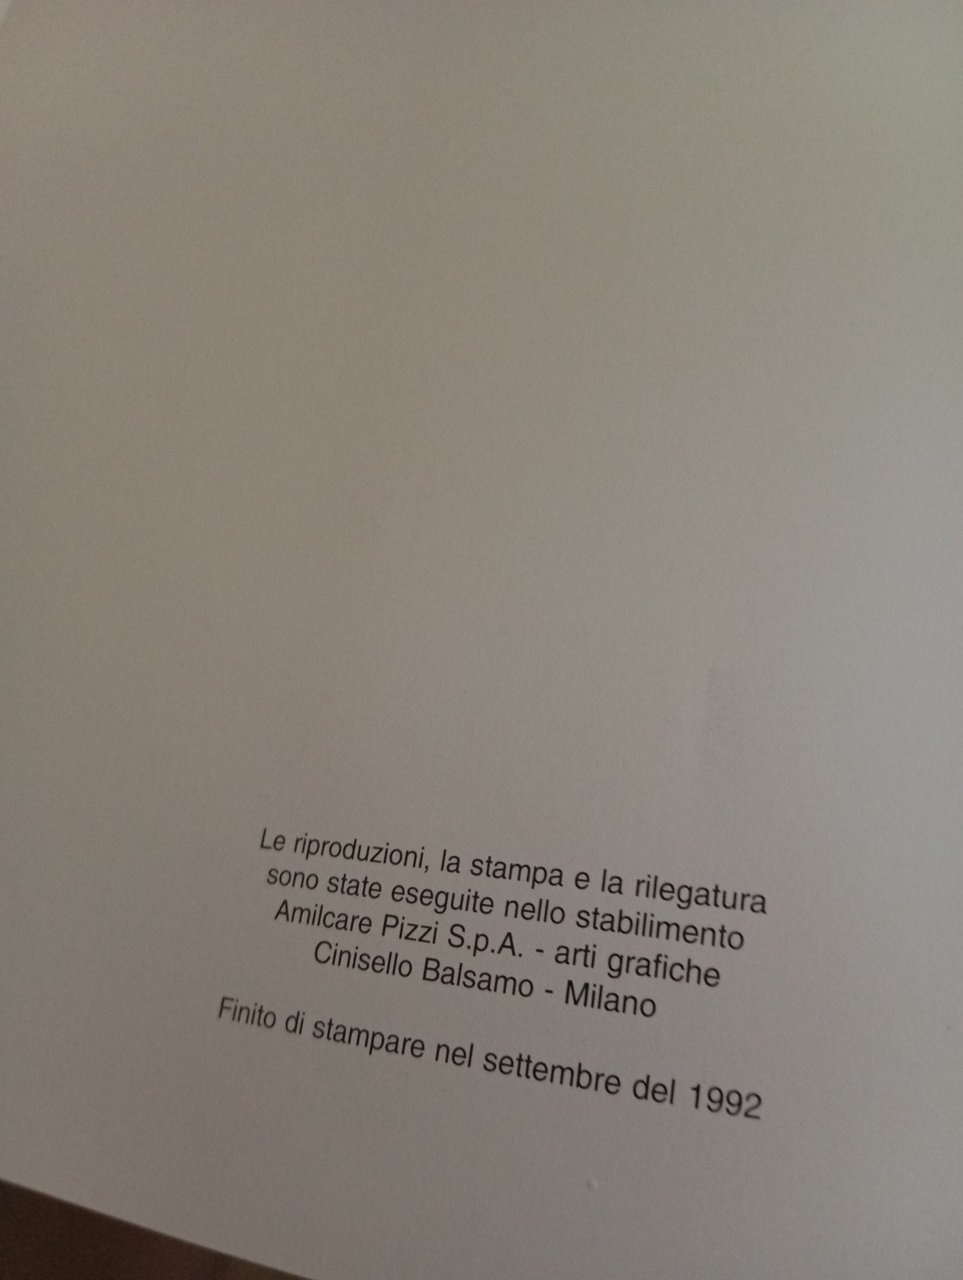 Le riproduzioni, la stampa e la rilegatura
sono state eseguite nello stabilimento
Amilcare Pizzi S.p.A. - arti grafiche
Cinisello Balsamo - Milano
Finito di stampare nel settembre del 1992